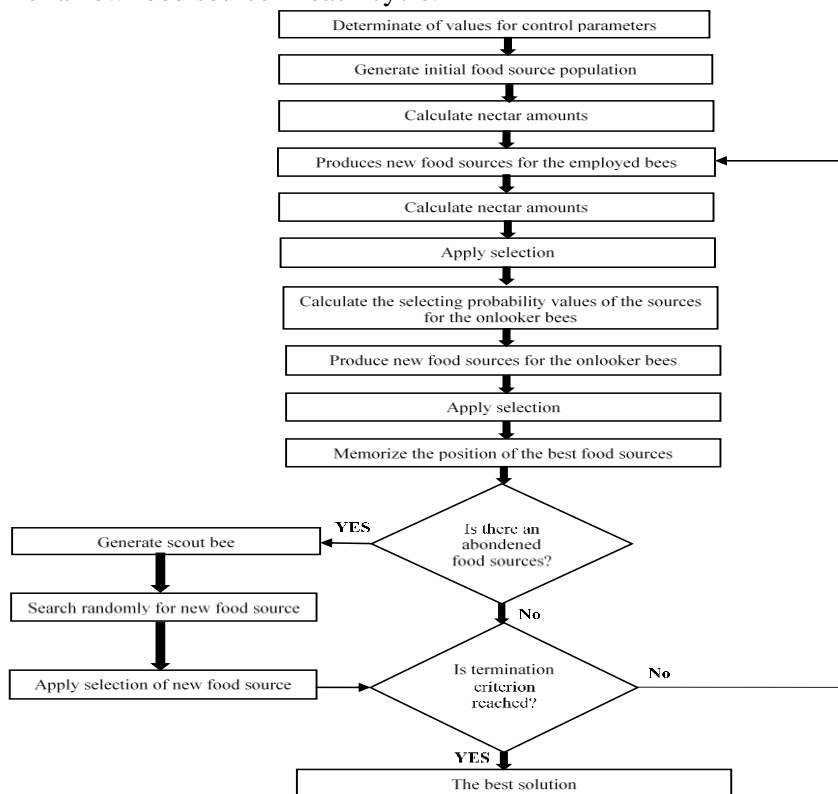 Determinate of values for control parameters
Generate initial food source population
Calculate nectar amounts
Produces new food sources for the employed bees
Calculate nectar amounts
Apply selection
Calculate the selecting probability values of the sources
for the onlooker bees
Produce new food sources for the onlooker bees
Apply selection
Memorize the position of the best food sources
YES
Is there an
abondened
food sources?
Generate scout bee
Search randomly for new food source
No
Apply selection of new food source
Is termination
criterion
reached?
No
YES
The best solution